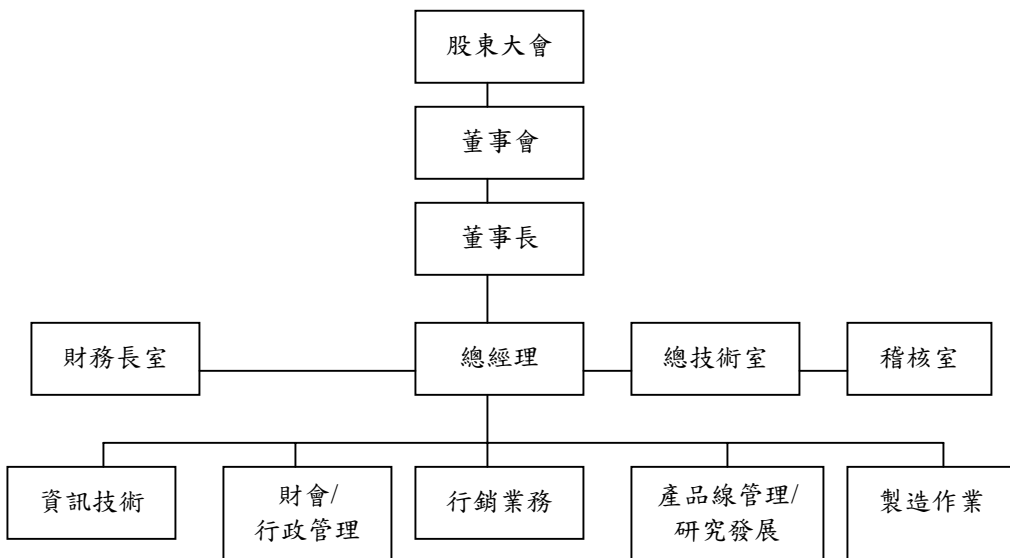 股東大會
董事會
董事長
財務長室
總經理
總技術室
稽核室
資訊技術
財會/
行政管理
行銷業務
產品線管理/
研究發展
製造作業